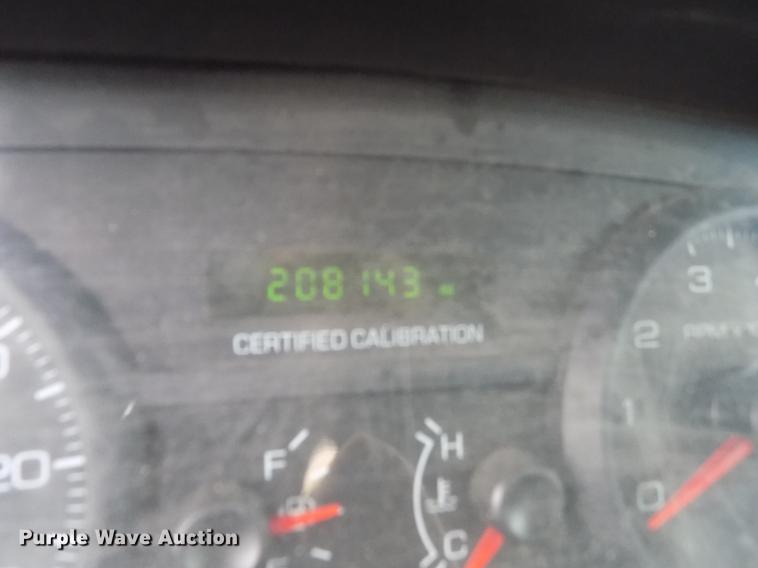 208143
CERTIFIED CALIBRATION
3
2
1
0
20
F
H
C
Purple Wave Auction